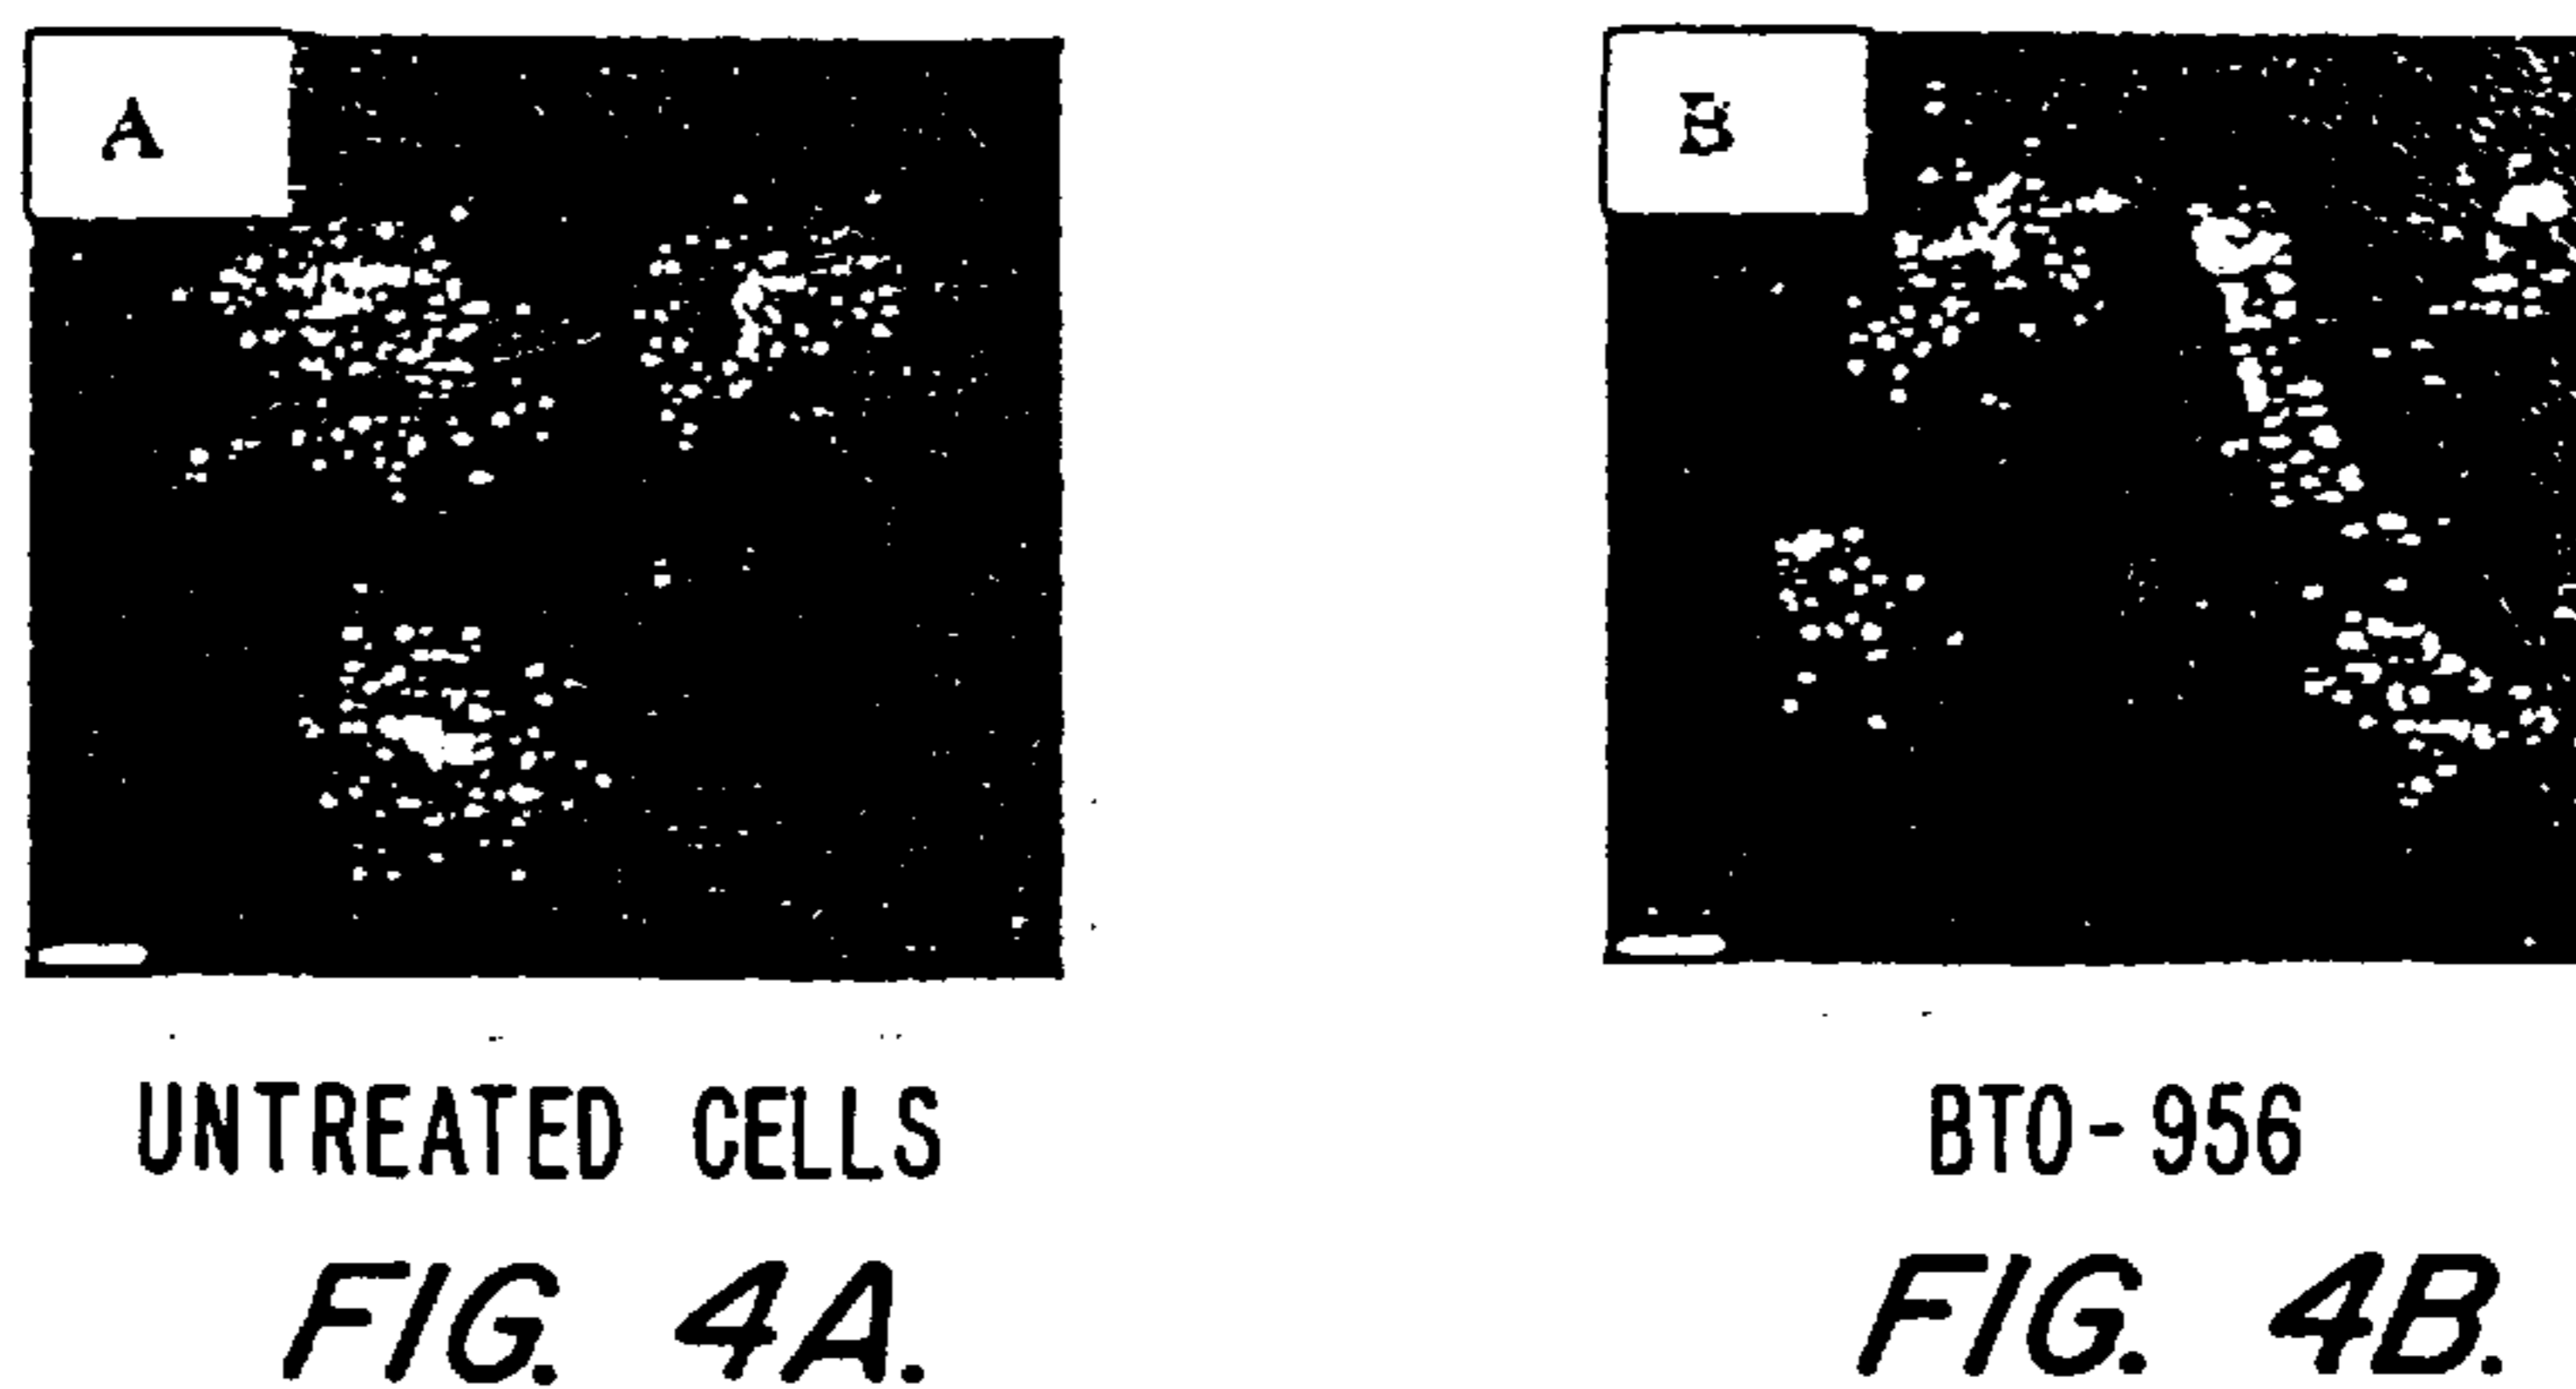 A
B
UNTREATED CELLS
BTO-956
FIG. 4A.
FIG. 4B.